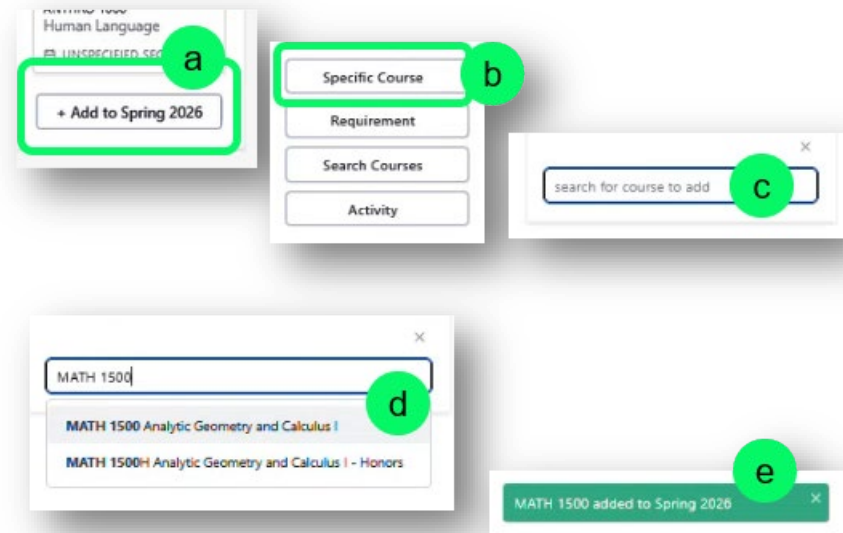 Human Language
a
+ Add to Spring 2026
Specific Course
b
Requirement
Search Courses
Activity
search for course to add
c
MATH 1500
d
MATH 1500 Analytic Geometry and Calculus I
MATH 1500H Analytic Geometry and Calculus I - Honors
e
MATH 1500 added to Spring 2026